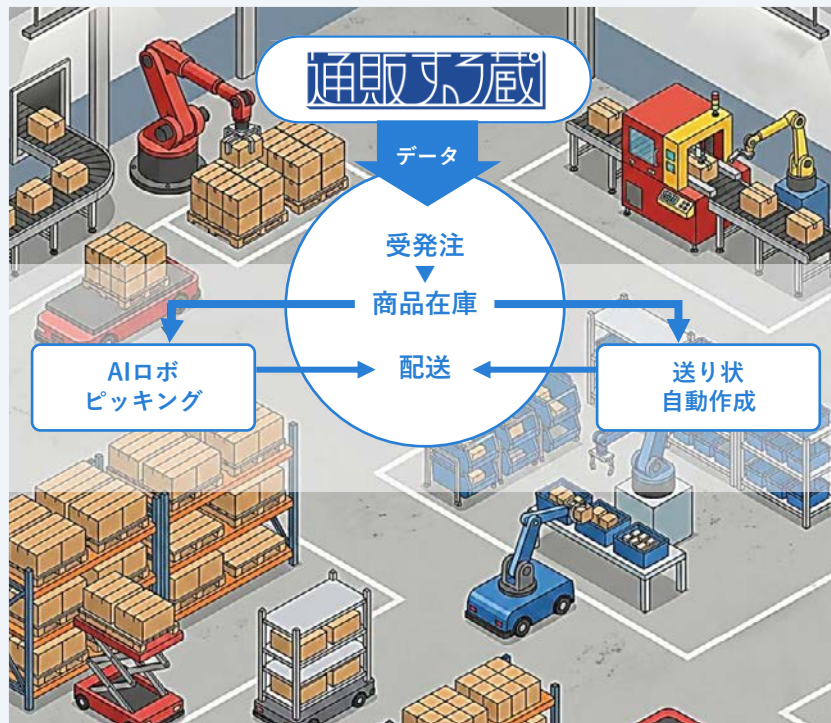 通販する蔵
データ
受発注
商品在庫
AIロボ
ピッキング
配送
送り状
自動作成